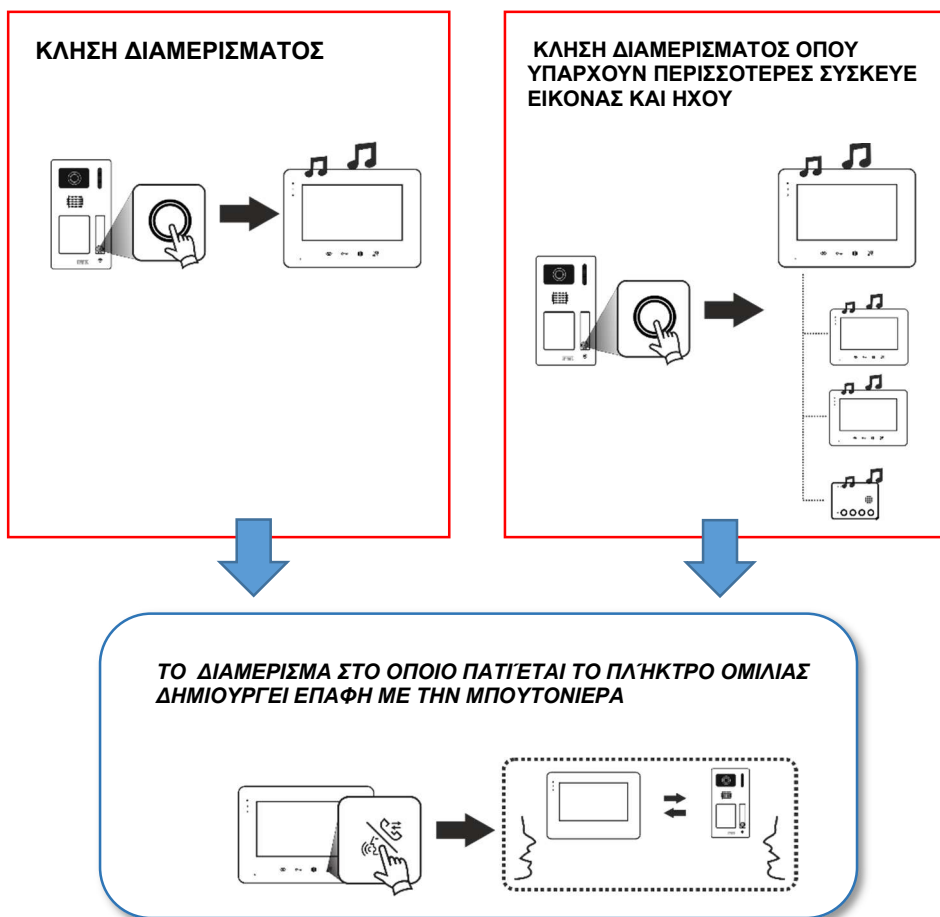 ΚΛΗΣΗ ΔΙΑΜΕΡΙΣΜΑΤΟΣ
ΚΛΗΣΗ ΔΙΑΜΕΡΙΣΜΑΤΟΣ ΟΠΟΥ
ΥΠΑΡΧΟΥΝ ΠΕΡΙΣΣΟΤΕΡΕΣ ΣΥΣΚΕΥΕ
ΕΙΚΟΝΑΣ ΚΑΙ ΗΧΟΥ
ΤΟ ΔΙΑΜΕΡΙΣΜΑ ΣΤΟ ΟΠΟΙΟ ΠΑΤΙΈΤΑΙ ΤΟ ΠΛΉΚΤΡΟ ΟΜΙΛΙΑΣ
ΔΗΜΙΟΥΡΓΕΙ ΕΠΑΦΗ ΜΕ ΤΗΝ ΜΠΟΥΤΟΝΙΕΡΑ